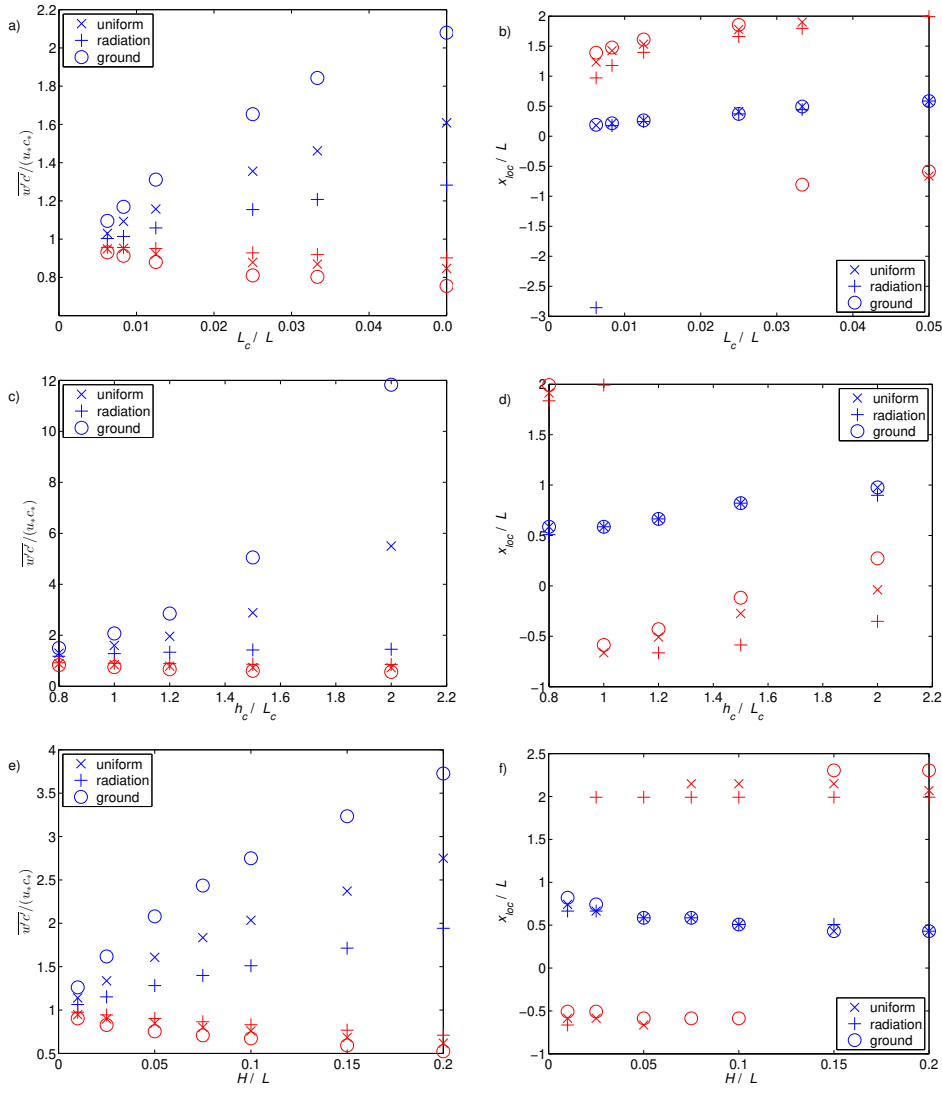 a)
× uniform
+ radiation
○ ground
2.2
2
1.8
1.6
1.4
1.2
1
0.8
w'c'/(u*c*)
0 0.01 0.02 0.03 0.04 0.0
L_c / L
b)
2
1.5
1
0.5
0
−0.5
−1
−1.5
−2
−2.5
−3
x_loc / L
× uniform
+ radiation
○ ground
0 0.01 0.02 0.03 0.04 0.05
L_c / L
c)
× uniform
+ radiation
○ ground
12
10
8
6
4
2
0
w'c'/(u*c*)
0.8 1 1.2 1.4 1.6 1.8 2 2.2
h_c / L_c
d)
× uniform
+ radiation
○ ground
2
1.5
1
0.5
0
−0.5
−1
x_loc / L
0.8 1 1.2 1.4 1.6 1.8 2 2.2
h_c / L_c
e)
× uniform
+ radiation
○ ground
4
3.5
3
2.5
2
1.5
1
0.5
w'c'/(u*c*)
0 0.05 0.1 0.15 0.2
H / L
f)
2.5
2
1.5
1
0.5
0
−0.5
−1
x_loc / L
× uniform
+ radiation
○ ground
0 0.05 0.1 0.15 0.2
H / L